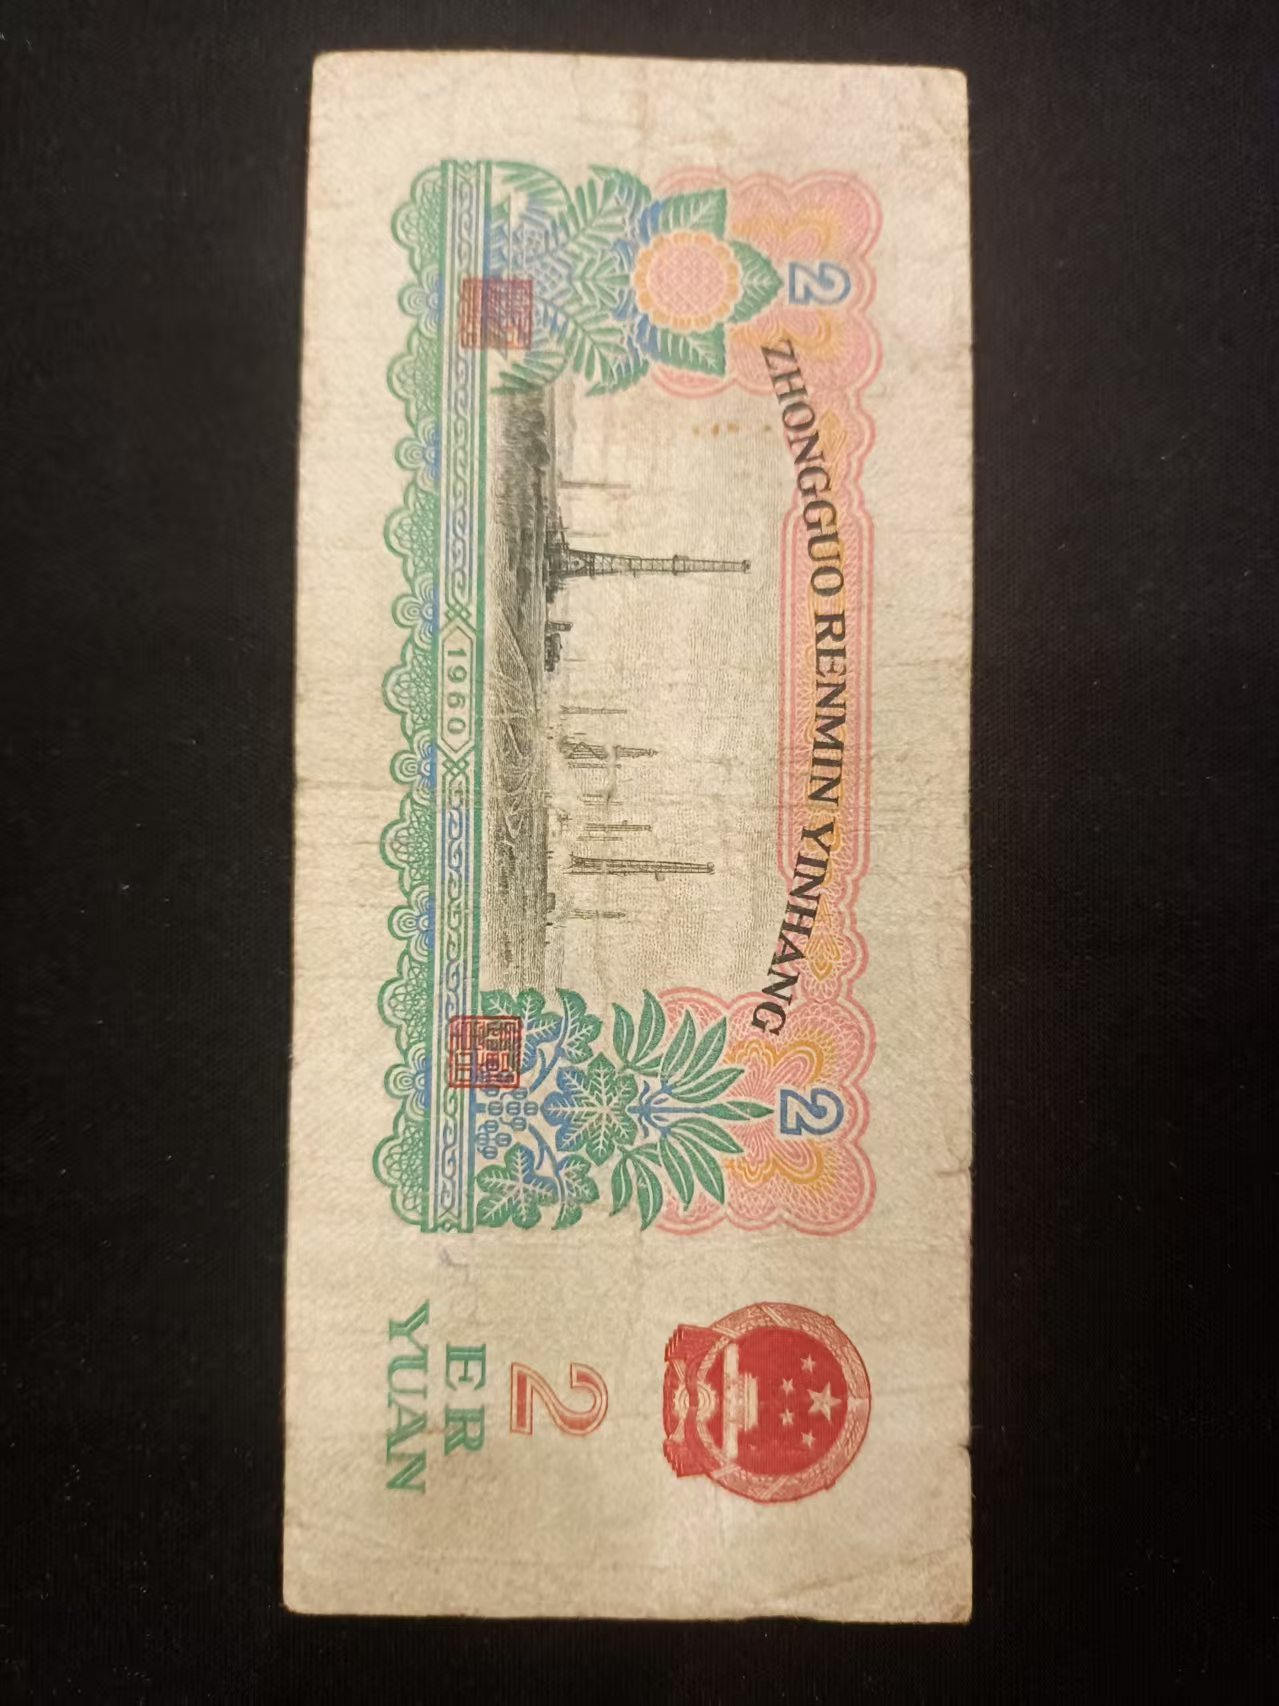 2
ZHONGGUO RENMIN YINHANG
2
1960
2
ER
YUAN